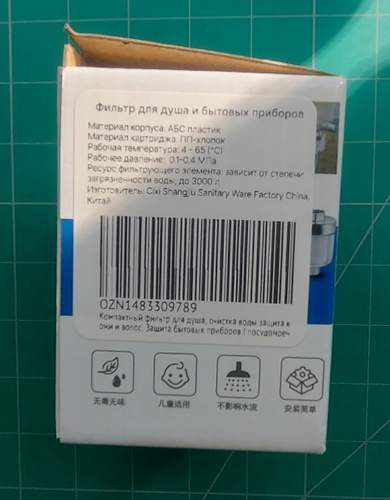 Фильтр для душа и бытовых приборов
Материал корпуса: АБС пластик
Материал картриджа: ПП-хлопок
Рабочая температура: 4 - 65 (°C)
Рабочее давление: 0.1-0.4 МПа
Ресурс фильтрующего элемента: зависит от степени
загрязненности воды, до 3000 л
Изготовитель: Cixi Shangju Sanitary Ware Factory China,
Китай
OZN1483309789
Компактный фильтр для душа, очистка воды защита к
ожи и волос. Защита бытовых приборов ( посудомоеч
无毒无味
儿童适用
不影响水流
安装简单